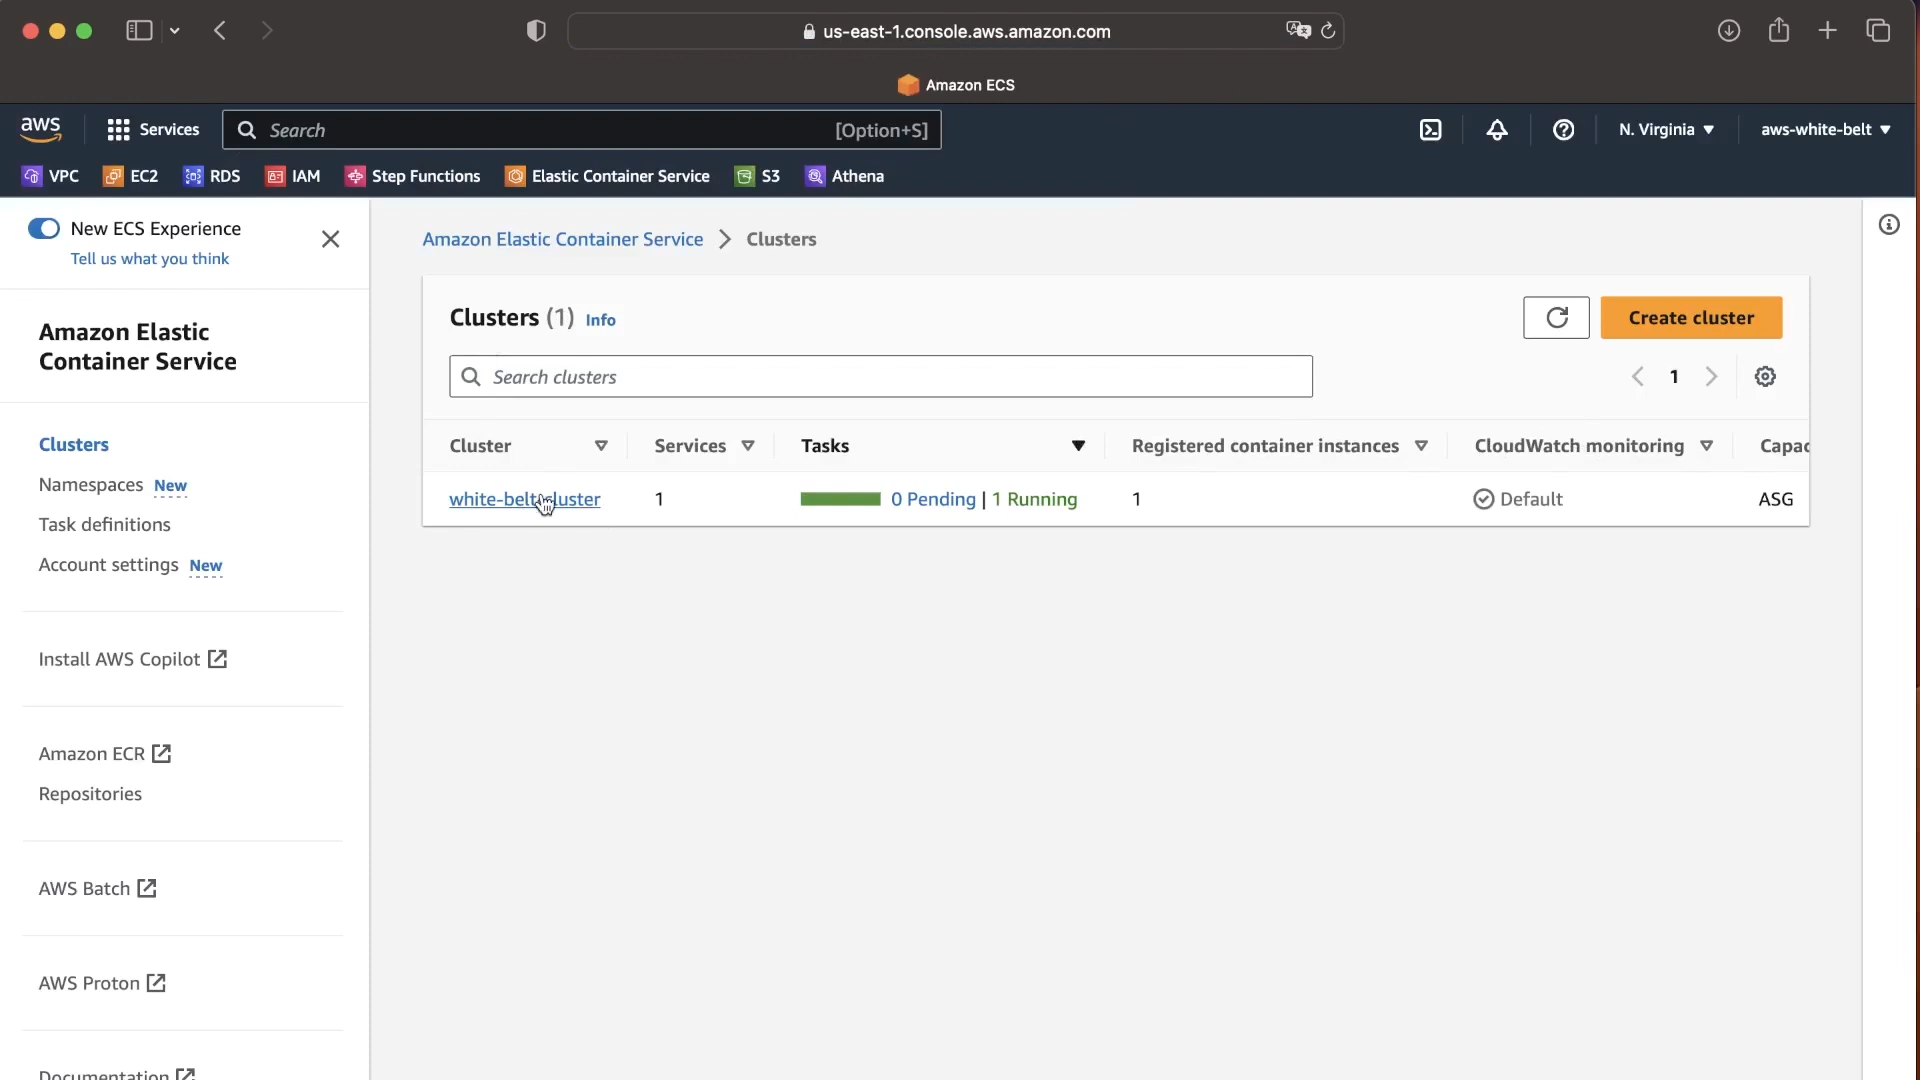 us-east-1.console.aws.amazon.com
Amazon ECS
aws
Services
Search
[Option+S]
N. Virginia
aws-white-belt
VPC
EC2
RDS
IAM
Step Functions
Elastic Container Service
S3
Athena
New ECS Experience
Tell us what you think
Amazon Elastic
Container Service
Clusters
Namespaces New
Task definitions
Account settings New
Install AWS Copilot
Amazon ECR
Repositories
AWS Batch
AWS Proton
Documentation
Amazon Elastic Container Service > Clusters
Clusters (1) Info
Create cluster
Search clusters
1
Cluster Services Tasks Registered container instances CloudWatch monitoring Capac
white-belt-cluster 1 0 Pending | 1 Running 1 Default ASG